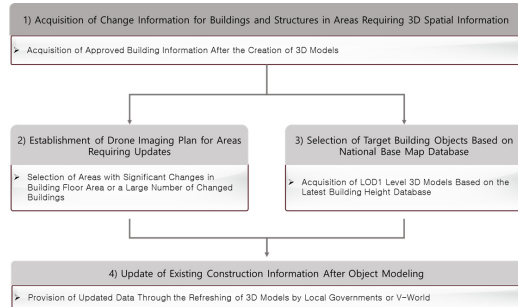 1) Acquisition of Change Information for Buildings and Structures in Areas Requiring 3D Spatial Information
➤ Acquisition of Approved Building Information After the Creation of 3D Models
2) Establishment of Drone Imaging Plan for Areas
Requiring Updates
➤ Selection of Areas with Significant Changes in
Building Floor Area or a Large Number of Changed
Buildings
3) Selection of Target Building Objects Based on
National Base Map Database
➤ Acquisition of LOD1 Level 3D Models Based on the
Latest Building Height Database
4) Update of Existing Construction Information After Object Modeling
➤ Provision of Updated Data Through the Refreshing of 3D Models by Local Governments or V-World